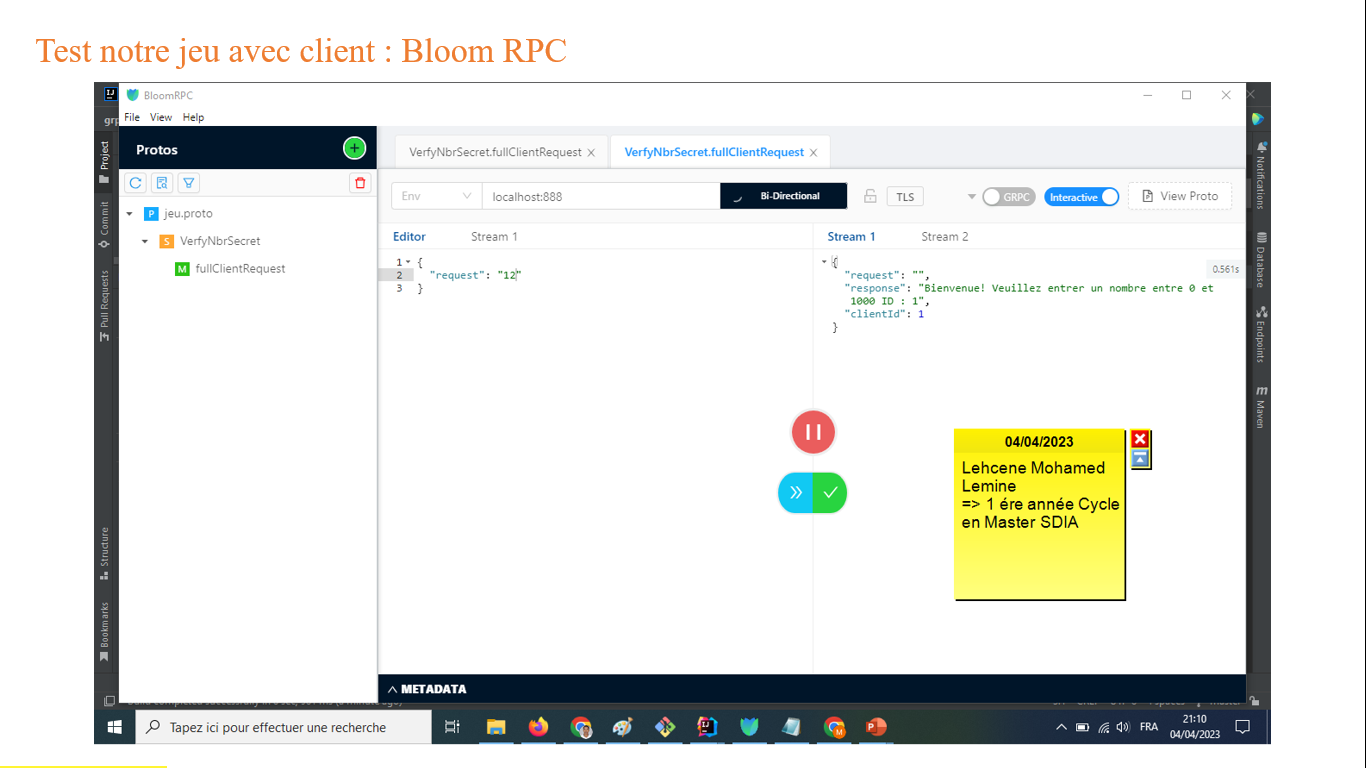 Test notre jeu avec client : Bloom RPC
BloomRPC
File View Help
grp
Project
Commit
Pull Requests
Structure
Bookmarks
Protos
jeu.proto
VerfyNbrSecret
fullClientRequest
VerfyNbrSecret.fullClientRequest
VerfyNbrSecret.fullClientRequest
Env
localhost:888
Bi-Directional
TLS
GRPC
Interactive
View Proto
Editor
Stream 1
1 {
2 "request": "12"
3 }
Stream 1
Stream 2
0.561s
{
"request": "",
"response": "Bienvenue! Veuillez entrer un nombre entre 0 et
1000 ID : 1",
"clientId": 1
}
04/04/2023
Lehcene Mohamed
Lemine
=> 1 ére année Cycle
en Master SDIA
METADATA
Notifications
Database
Endpoints
Maven
Tapez ici pour effectuer une recherche
FRA
21:10
04/04/2023